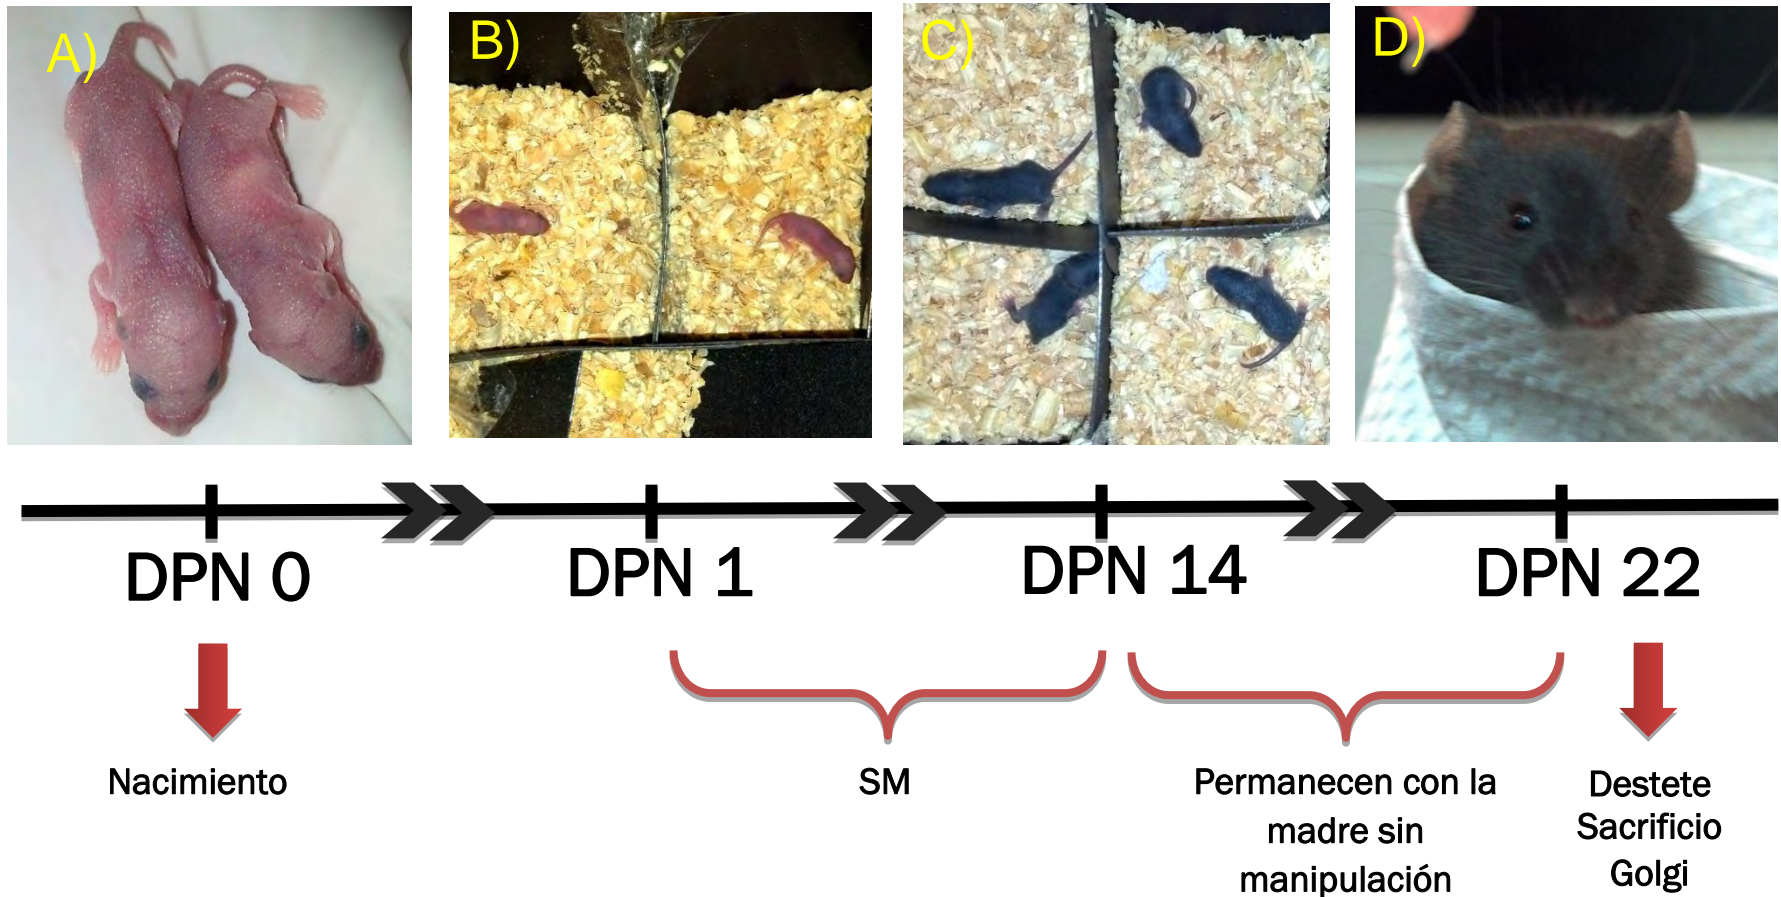 A)
B)
C)
D)
DPN 0
DPN 1
DPN 14
DPN 22
Nacimiento
SM
Permanecen con la
madre sin
manipulación
Destete
Sacrificio
Golgi